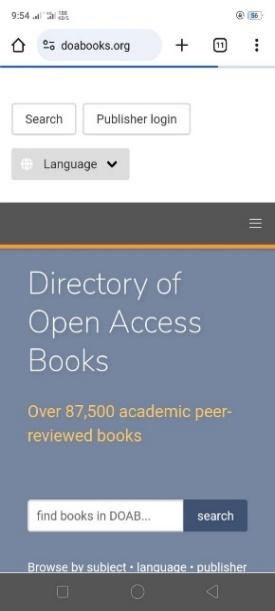 9:54
56
doabooks.org
11
Search
Publisher login
Language
Directory of
Open Access
Books
Over 87,500 academic peer-
reviewed books
find books in DOAB...
search
Browse by subject • language • publisher